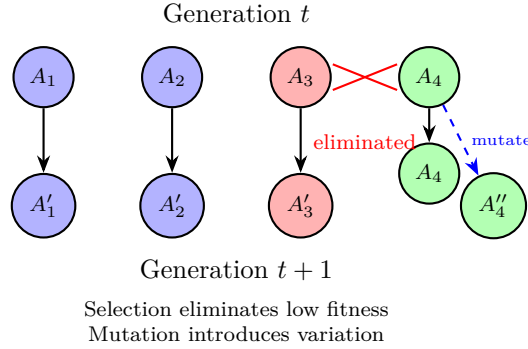 Generation t
A₁ A₂ A₃ A₄
eliminated mutate
A₄
A′₁ A′₂ A′₃ A″₄
Generation t + 1
Selection eliminates low fitness
Mutation introduces variation